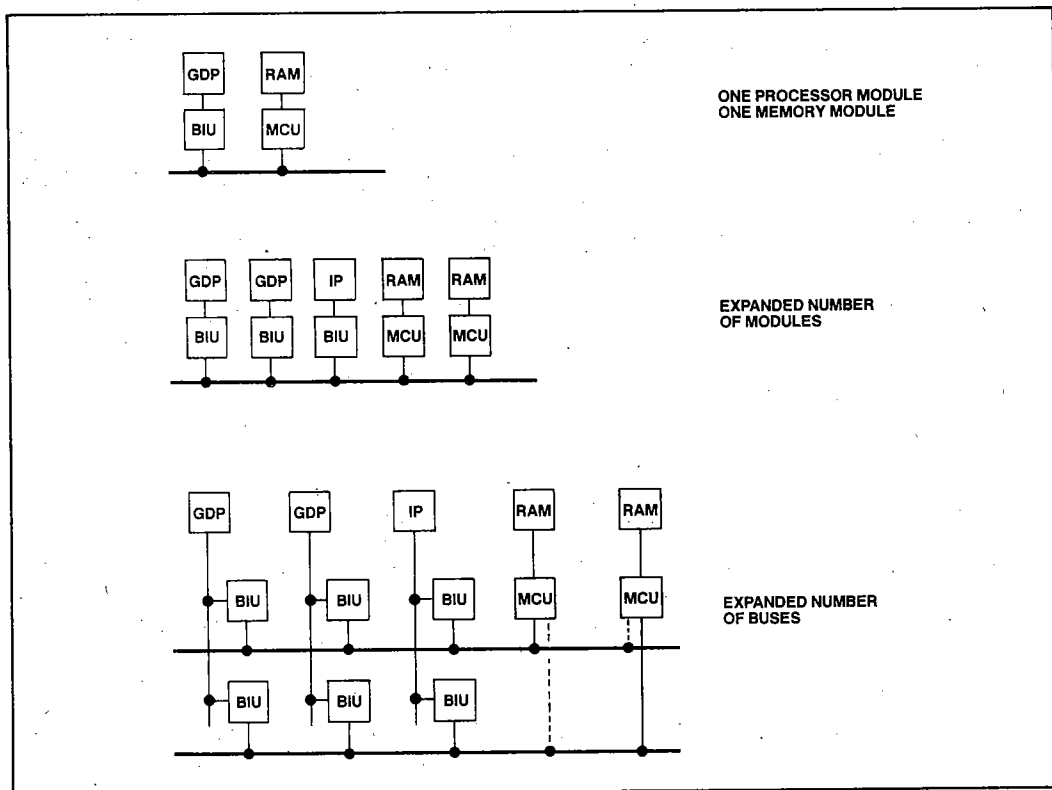 GDP RAM
ONE PROCESSOR MODULE
ONE MEMORY MODULE
BIU MCU
GDP GDP IP RAM RAM
EXPANDED NUMBER
OF MODULES
BIU BIU BIU MCU MCU
GDP GDP IP RAM RAM
BIU BIU BIU MCU MCU
EXPANDED NUMBER
OF BUSES
BIU BIU BIU